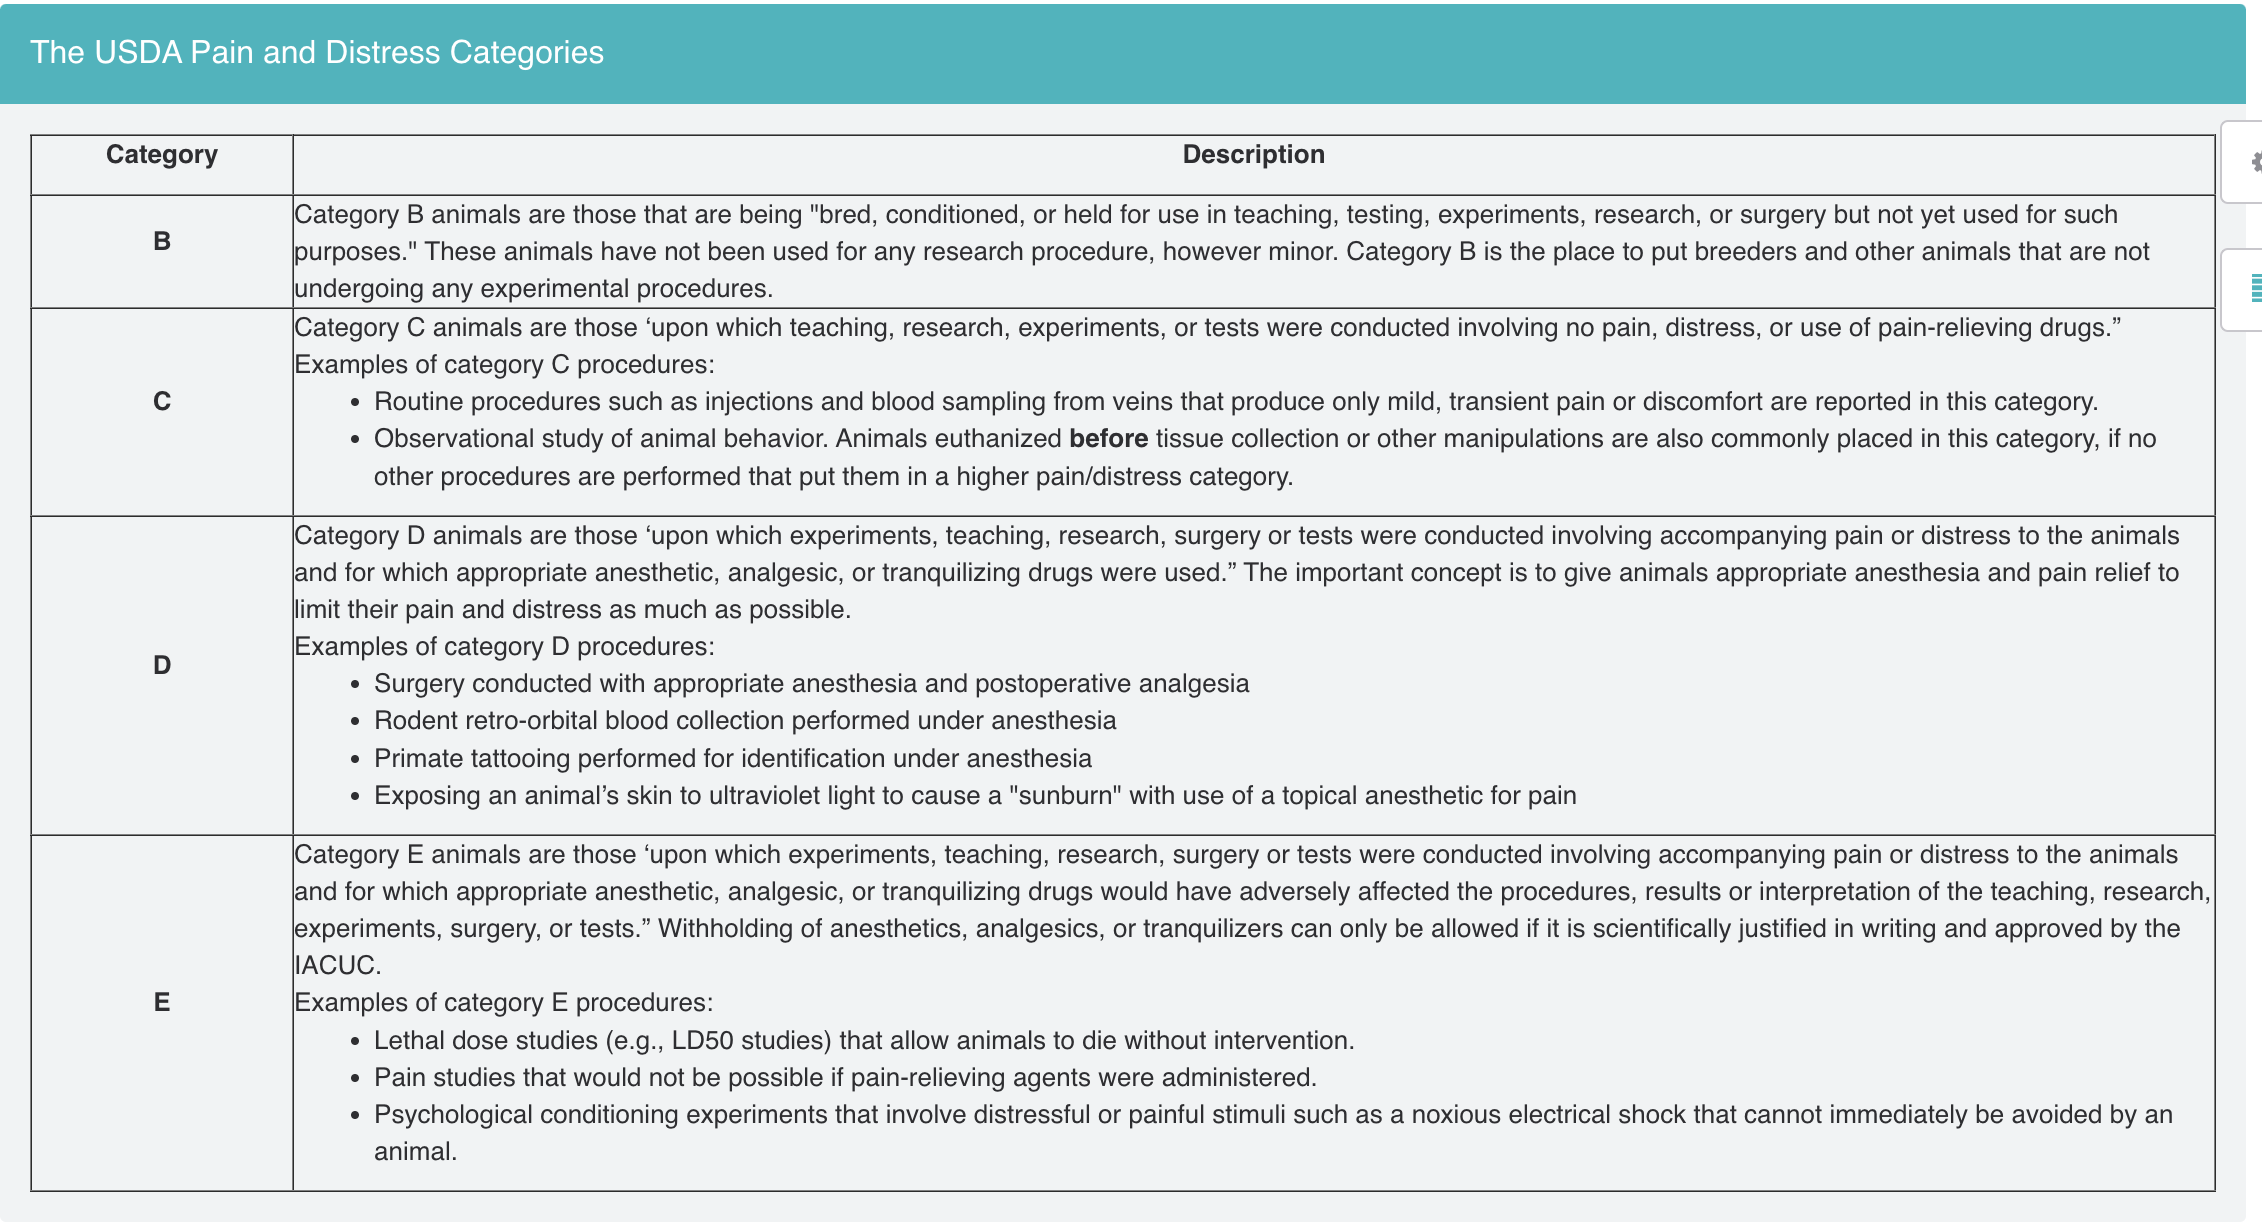 The USDA Pain and Distress Categories
Category
Description
B
Category B animals are those that are being "bred, conditioned, or held for use in teaching, testing, experiments, research, or surgery but not yet used for such
purposes." These animals have not been used for any research procedure, however minor. Category B is the place to put breeders and other animals that are not
undergoing any experimental procedures.
C
Category C animals are those ‘upon which teaching, research, experiments, or tests were conducted involving no pain, distress, or use of pain-relieving drugs.”
Examples of category C procedures:
• Routine procedures such as injections and blood sampling from veins that produce only mild, transient pain or discomfort are reported in this category.
• Observational study of animal behavior. Animals euthanized before tissue collection or other manipulations are also commonly placed in this category, if no
other procedures are performed that put them in a higher pain/distress category.
D
Category D animals are those ‘upon which experiments, teaching, research, surgery or tests were conducted involving accompanying pain or distress to the animals
and for which appropriate anesthetic, analgesic, or tranquilizing drugs were used.” The important concept is to give animals appropriate anesthesia and pain relief to
limit their pain and distress as much as possible.
Examples of category D procedures:
• Surgery conducted with appropriate anesthesia and postoperative analgesia
• Rodent retro-orbital blood collection performed under anesthesia
• Primate tattooing performed for identification under anesthesia
• Exposing an animal’s skin to ultraviolet light to cause a "sunburn" with use of a topical anesthetic for pain
E
Category E animals are those ‘upon which experiments, teaching, research, surgery or tests were conducted involving accompanying pain or distress to the animals
and for which appropriate anesthetic, analgesic, or tranquilizing drugs would have adversely affected the procedures, results or interpretation of the teaching, research,
experiments, surgery, or tests.” Withholding of anesthetics, analgesics, or tranquilizers can only be allowed if it is scientifically justified in writing and approved by the
IACUC.
Examples of category E procedures:
• Lethal dose studies (e.g., LD50 studies) that allow animals to die without intervention.
• Pain studies that would not be possible if pain-relieving agents were administered.
• Psychological conditioning experiments that involve distressful or painful stimuli such as a noxious electrical shock that cannot immediately be avoided by an
animal.